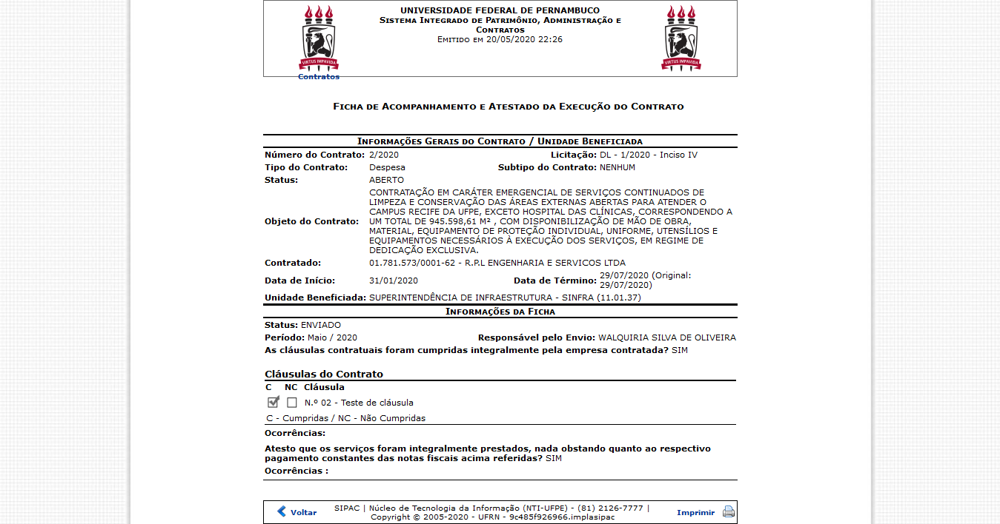 UNIVERSIDADE FEDERAL DE PERNAMBUCO
Sistema Integrado de Patrimônio, Administração e
Contratos
Emitido em 20/05/2020 22:26
VIRTUS IMPAVIDA
VIRTUS IMPAVIDA
Contratos
Ficha de Acompanhamento e Atestado da Execução do Contrato
Informações Gerais do Contrato / Unidade Beneficiada
Número do Contrato: 2/2020 Licitação: DL - 1/2020 - Inciso IV
Tipo do Contrato: Despesa Subtipo do Contrato: NENHUM
Status: ABERTO
Objeto do Contrato: CONTRATAÇÃO EM CARÁTER EMERGENCIAL DE SERVIÇOS CONTINUADOS DE
LIMPEZA E CONSERVAÇÃO DAS ÁREAS EXTERNAS ABERTAS PARA ATENDER O
CAMPUS RECIFE DA UFPE, EXCETO HOSPITAL DAS CLÍNICAS, CORRESPONDENDO A
UM TOTAL DE 945.598,61 M² , COM DISPONIBILIZAÇÃO DE MÃO DE OBRA,
MATERIAL, EQUIPAMENTO DE PROTEÇÃO INDIVIDUAL, UNIFORME, UTENSÍLIOS E
EQUIPAMENTOS NECESSÁRIOS À EXECUÇÃO DOS SERVIÇOS, EM REGIME DE
DEDICAÇÃO EXCLUSIVA.
Contratado: 01.781.573/0001-62 - R.P.L ENGENHARIA E SERVICOS LTDA
Data de Início: 31/01/2020 Data de Término: 29/07/2020 (Original:
29/07/2020)
Unidade Beneficiada: SUPERINTENDÊNCIA DE INFRAESTRUTURA - SINFRA (11.01.37)
Informações da Ficha
Status: ENVIADO
Período: Maio / 2020 Responsável pelo Envio: WALQUIRIA SILVA DE OLIVEIRA
As cláusulas contratuais foram cumpridas integralmente pela empresa contratada? SIM
Cláusulas do Contrato
C NC Cláusula
N.º 02 - Teste de cláusula
C - Cumpridas / NC - Não Cumpridas
Ocorrências:
Atesto que os serviços foram integralmente prestados, nada obstando quanto ao respectivo
pagamento constantes das notas fiscais acima referidas? SIM
Ocorrências :
Voltar
SIPAC | Núcleo de Tecnologia da Informação (NTI-UFPE) - (81) 2126-7777 |
Copyright © 2005-2020 - UFRN - 9c485f926966.implasipac
Imprimir